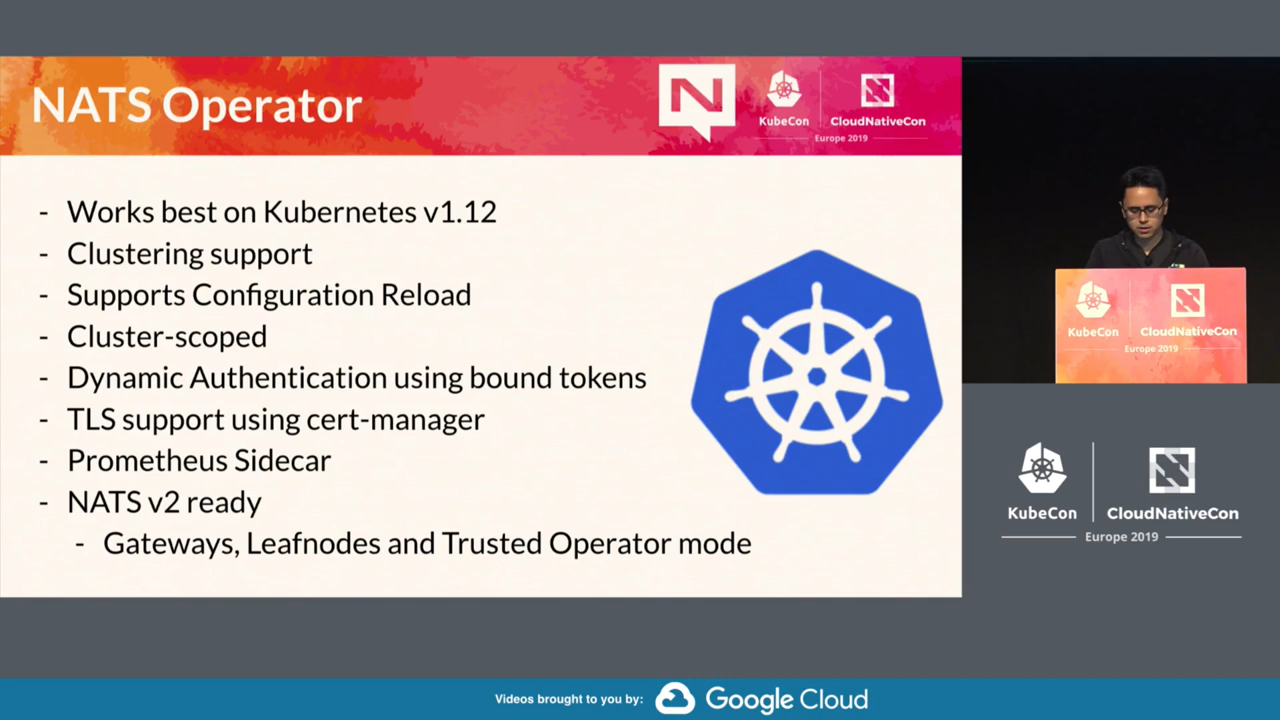 NATS Operator
N
KubeCon
CloudNativeCon
Europe 2019
- Works best on Kubernetes v1.12
- Clustering support
- Supports Configuration Reload
- Cluster-scoped
- Dynamic Authentication using bound tokens
- TLS support using cert-manager
- Prometheus Sidecar
- NATS v2 ready
- Gateways, Leafnodes and Trusted Operator mode
KubeCon
CloudNativeCon
Europe 2019
KubeCon
CloudNativeCon
Europe 2019
Videos brought to you by:
Google Cloud